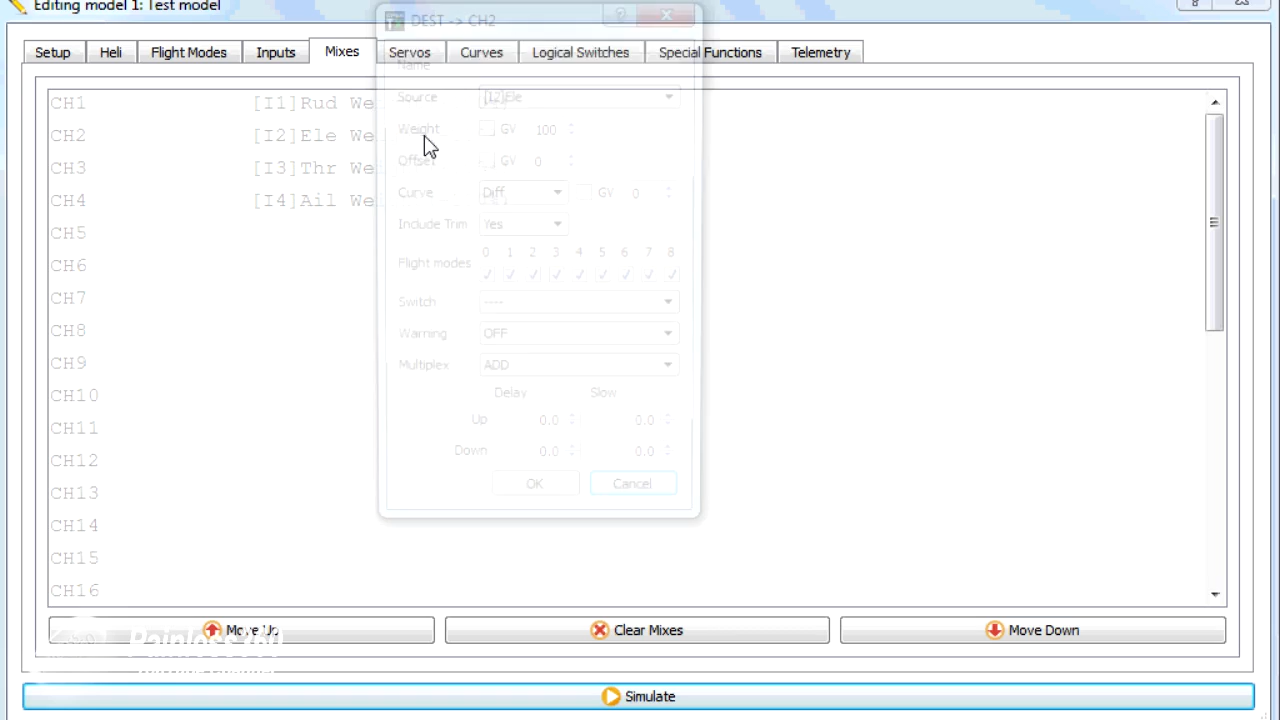 Editing model 1: Test model
DEST -> CH2
Setup Heli Flight Modes Inputs Mixes Servos Curves Logical Switches Special Functions Telemetry
Name
CH1 [I1]Rud We
CH2 [I2]Ele We
CH3 [I3]Thr We
CH4 [I4]Ail We
CH5
CH6
CH7
CH8
CH9
CH10
CH11
CH12
CH13
CH14
CH15
CH16
Source [I2]Ele
Weight GV 100
Offset GV 0
Curve Diff GV 0
Include Trim Yes
0 1 2 3 4 5 6 7 8
Flight modes
Switch ----
Warning OFF
Multiplex ADD
Delay Slow
Up 0.0 0.0
Down 0.0 0.0
OK Cancel
Move Up Clear Mixes Move Down
Painless360
Simulate